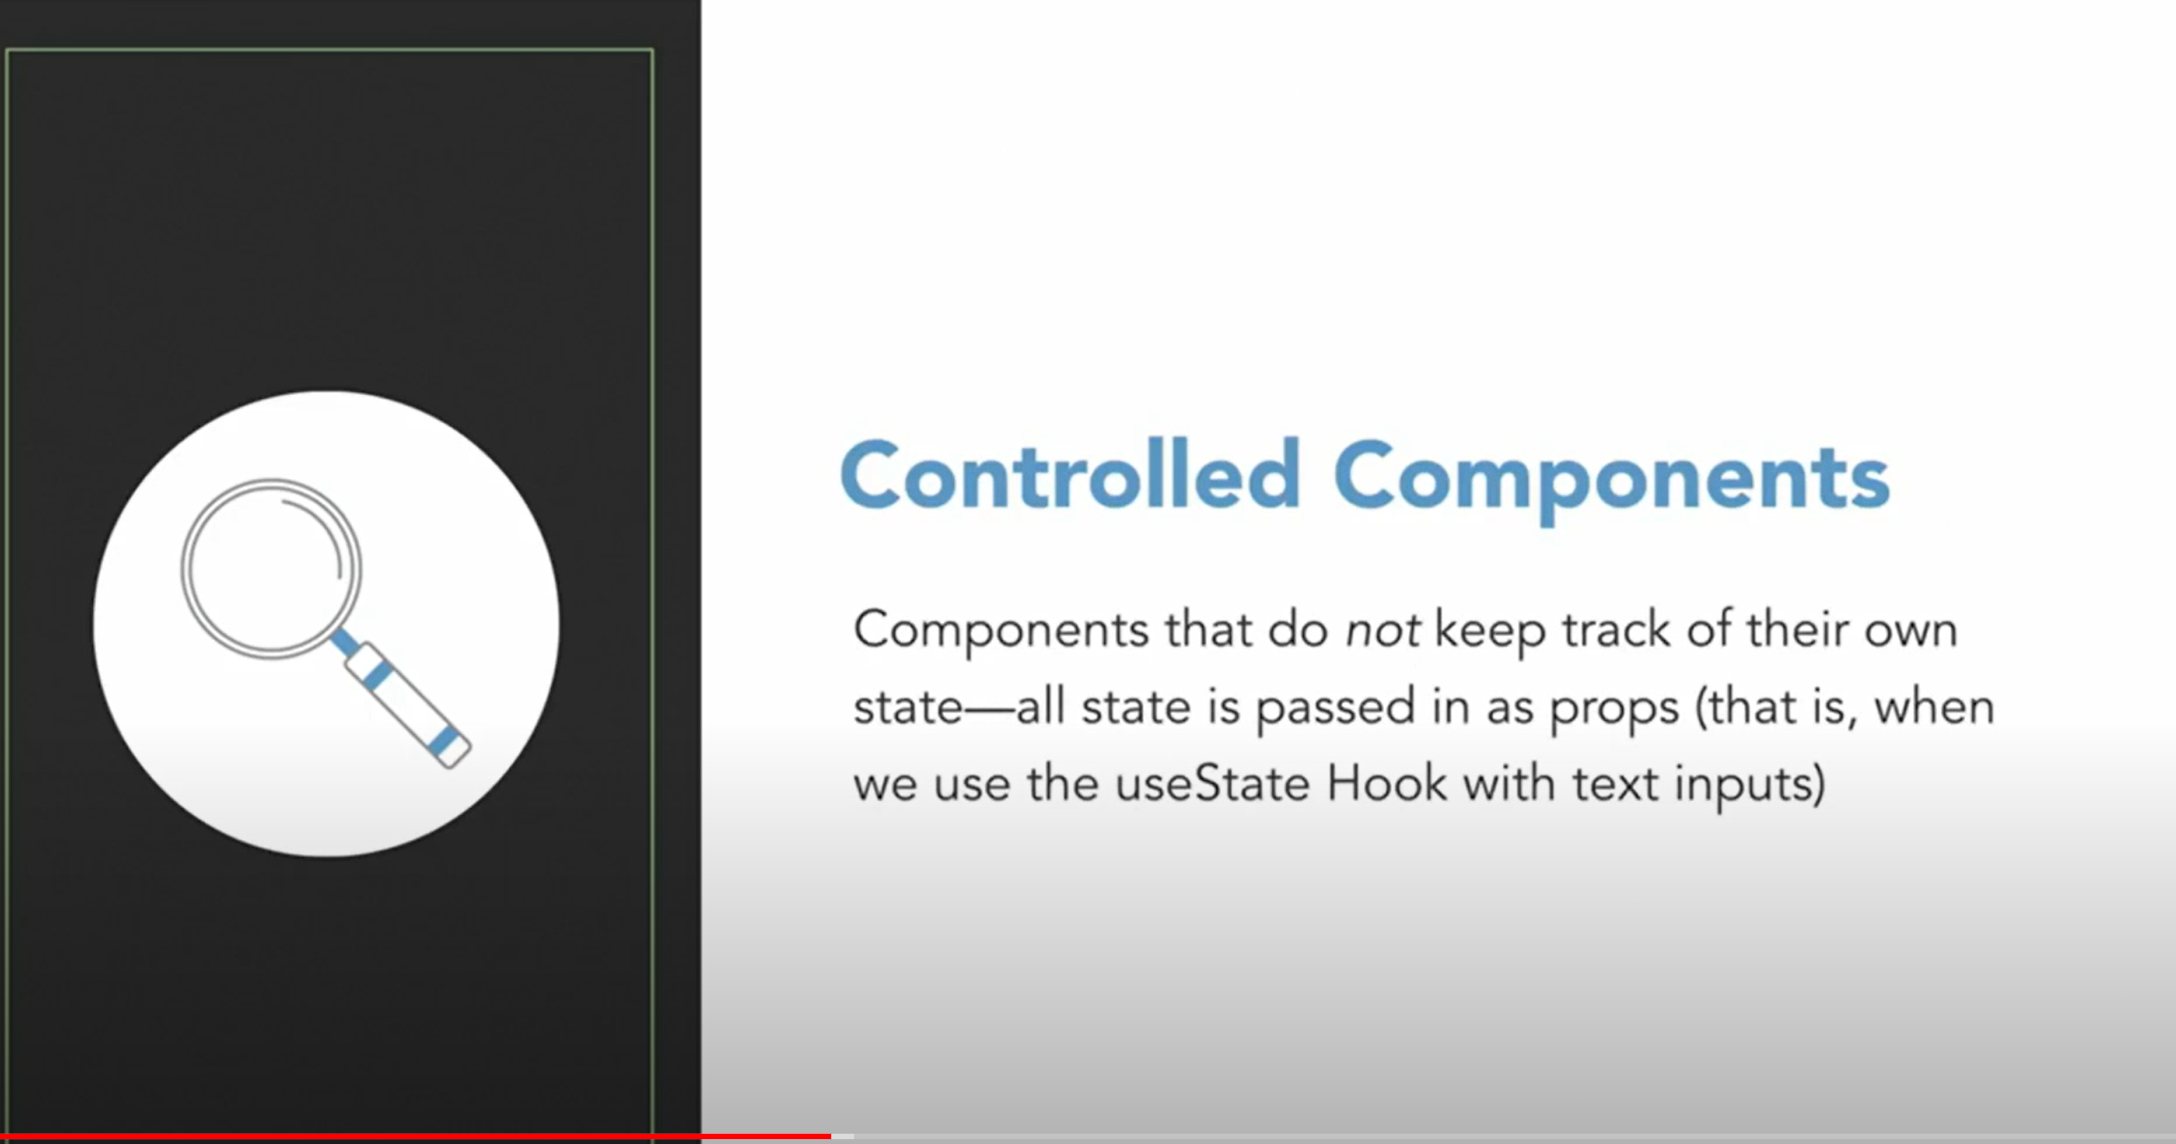 Controlled Components
Components that do not keep track of their own
state—all state is passed in as props (that is, when
we use the useState Hook with text inputs)